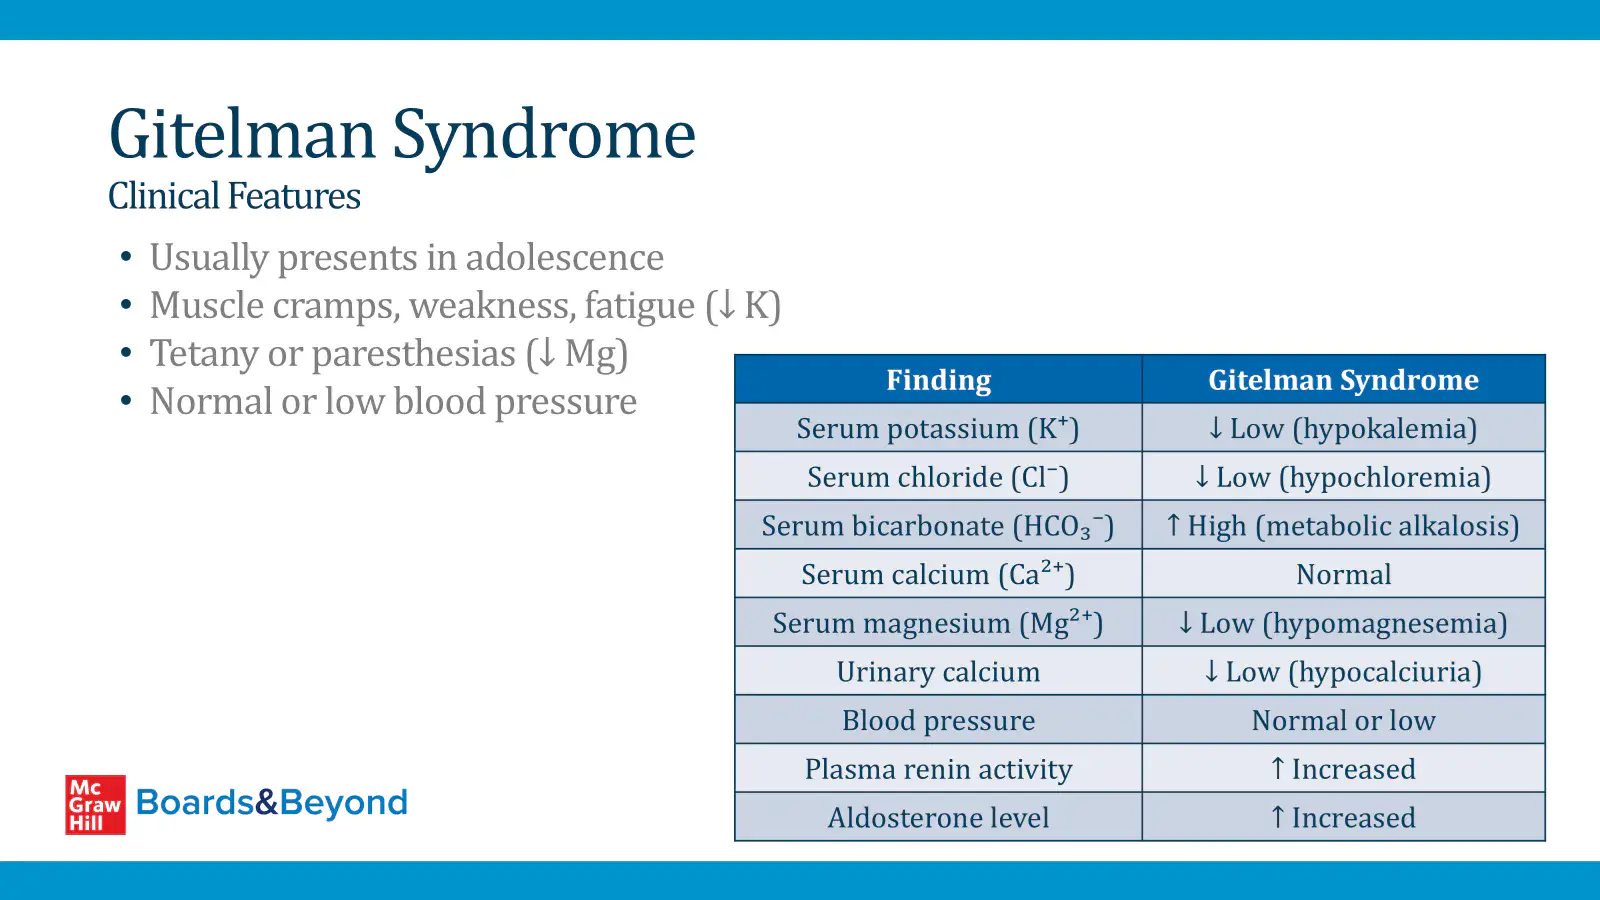 Gitelman Syndrome
Clinical Features
• Usually presents in adolescence
• Muscle cramps, weakness, fatigue (↓ K)
• Tetany or paresthesias (↓ Mg)
• Normal or low blood pressure
Finding Gitelman Syndrome
Serum potassium (K⁺) ↓ Low (hypokalemia)
Serum chloride (Cl⁻) ↓ Low (hypochloremia)
Serum bicarbonate (HCO₃⁻) ↑ High (metabolic alkalosis)
Serum calcium (Ca²⁺) Normal
Serum magnesium (Mg²⁺) ↓ Low (hypomagnesemia)
Urinary calcium ↓ Low (hypocalciuria)
Blood pressure Normal or low
Plasma renin activity ↑ Increased
Aldosterone level ↑ Increased
Mc
Graw
Hill
Boards&Beyond